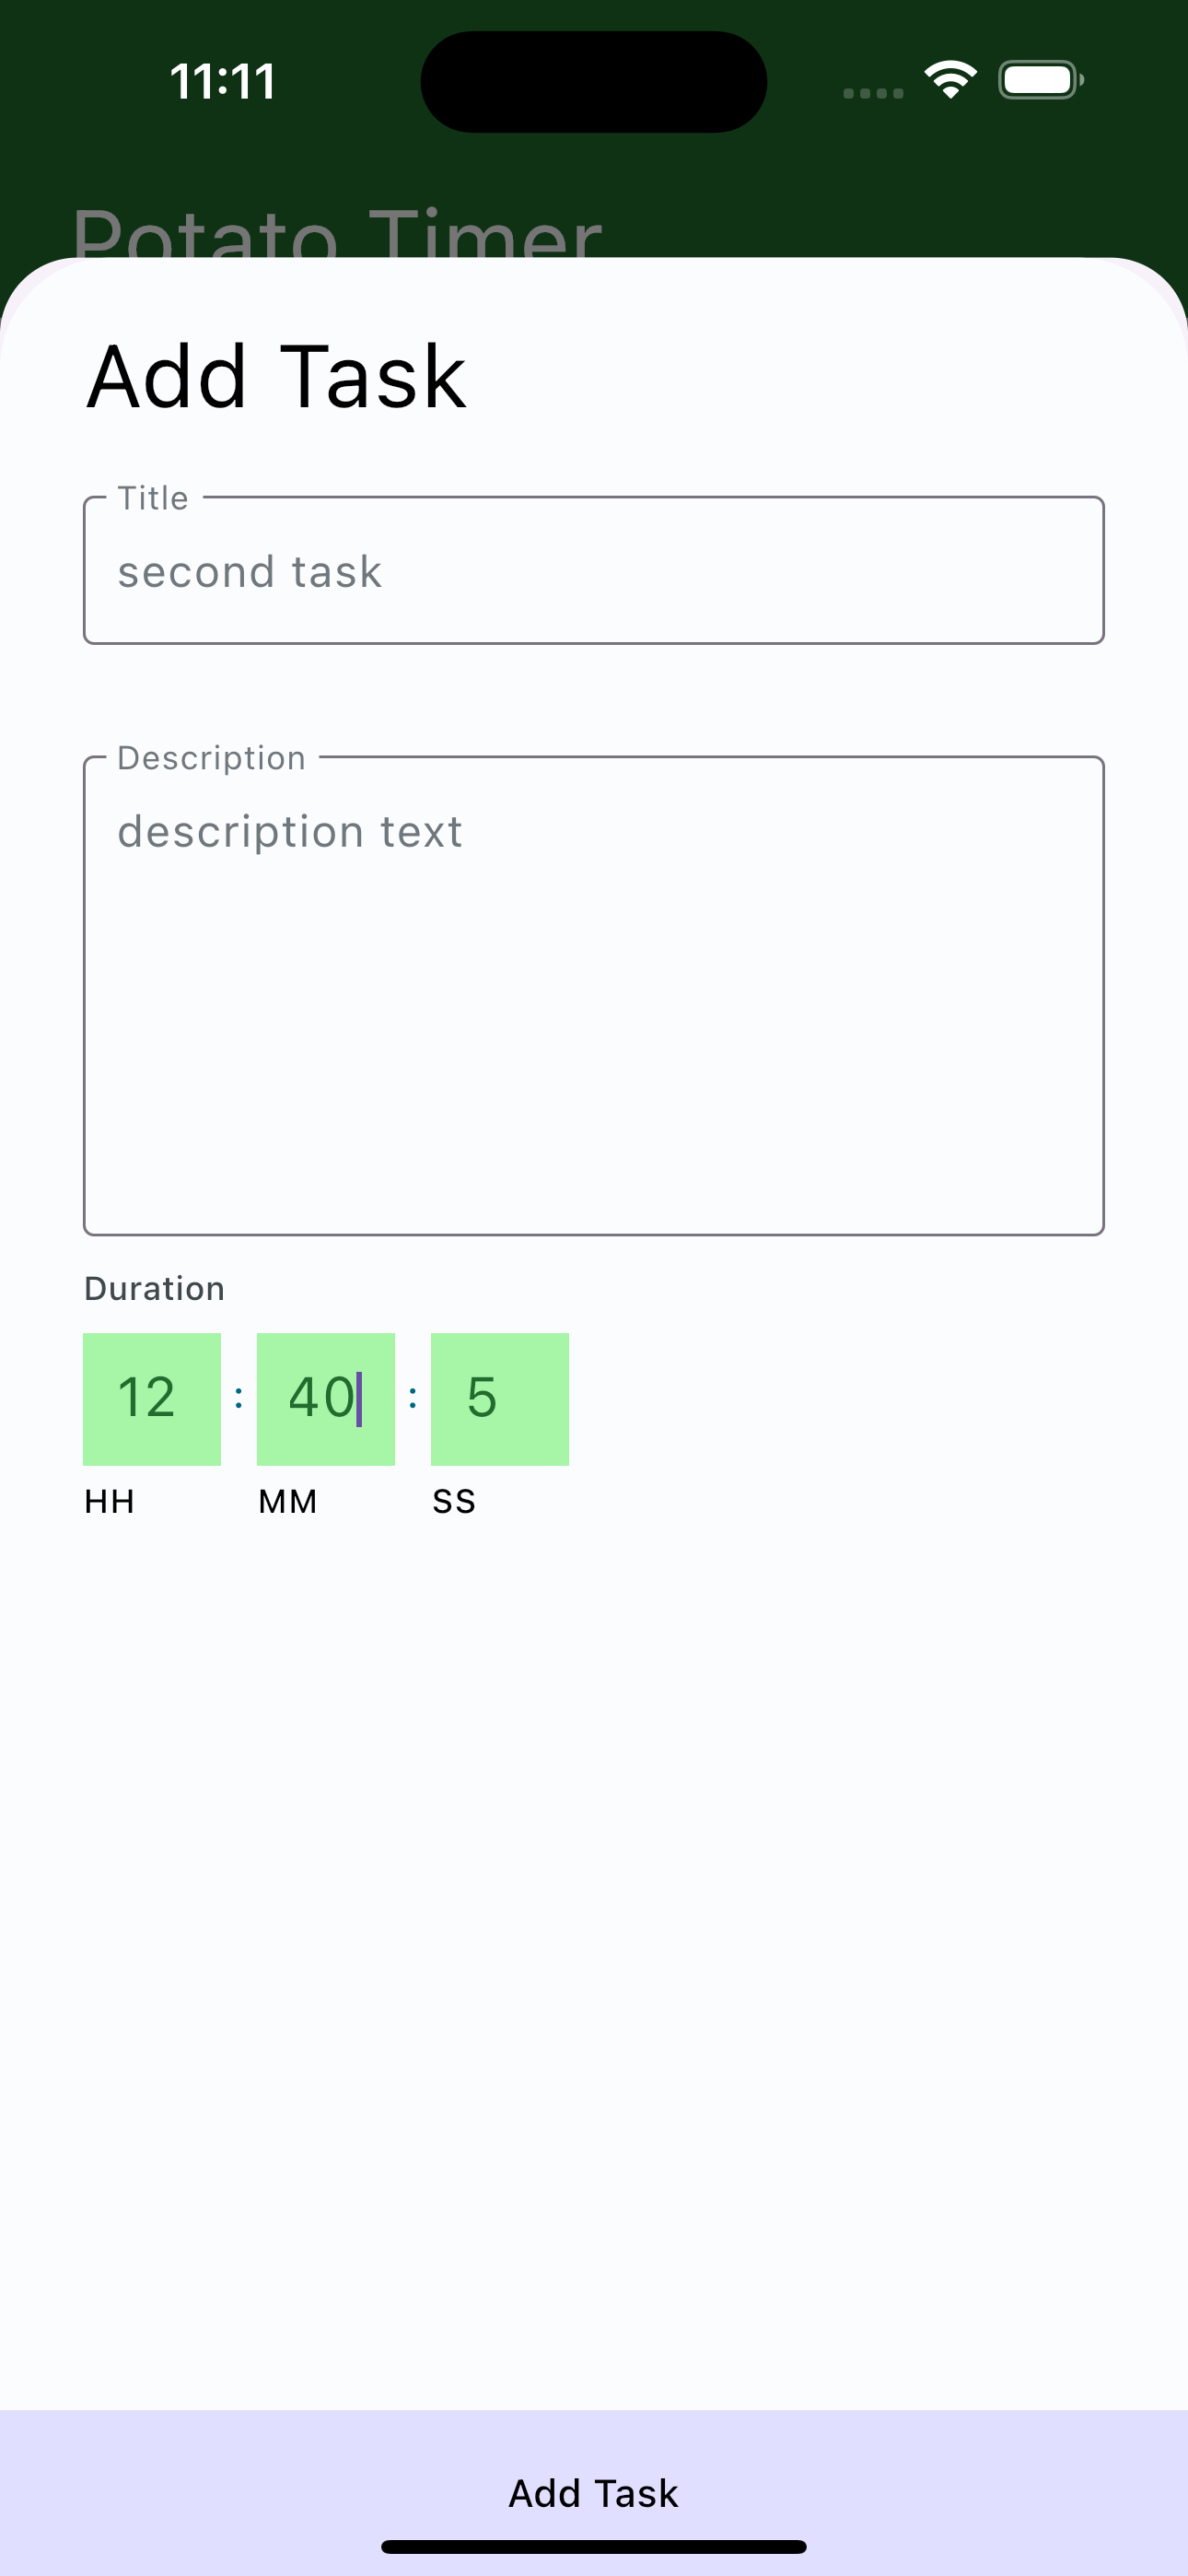 11:11
Potato Timer
Add Task
Title
second task
Description
description text
Duration
12 : 40 : 5
HH MM SS
Add Task